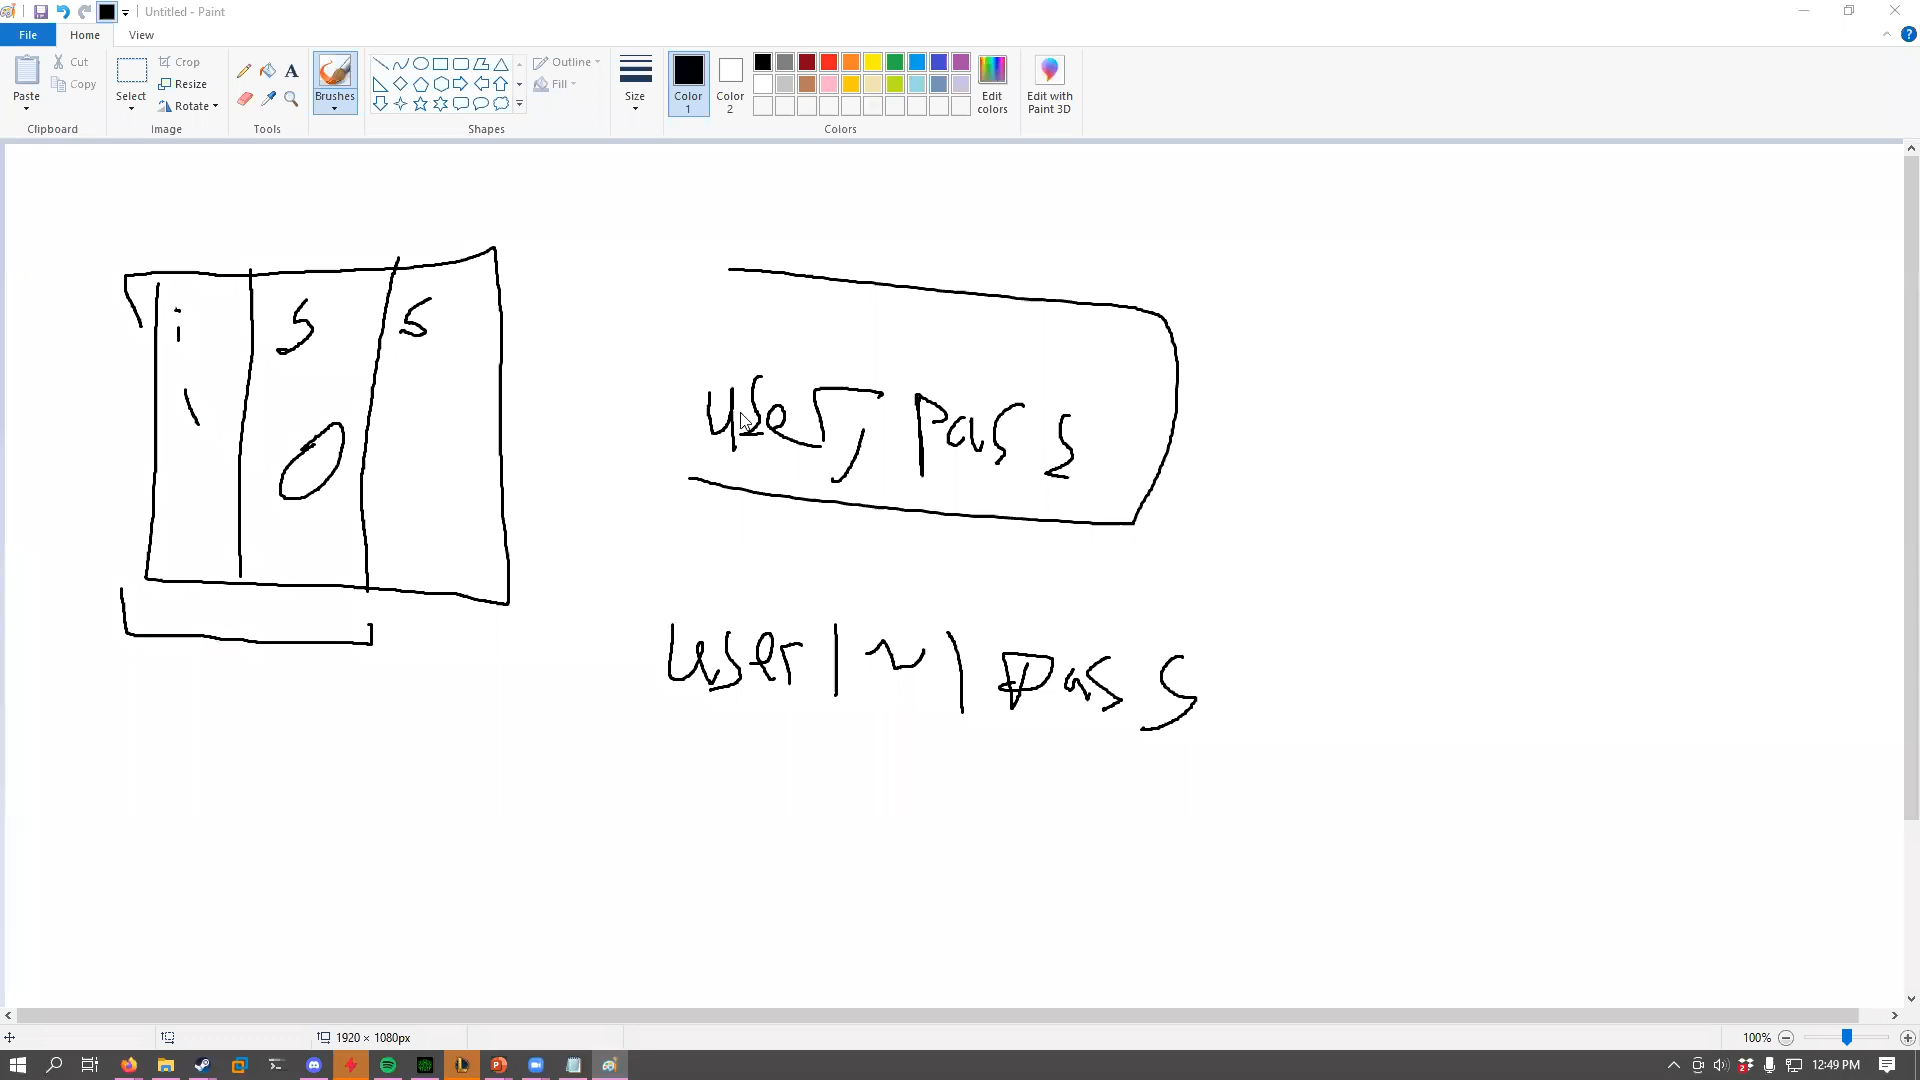 Untitled - Paint
File Home View
Paste Cut Copy Clipboard
Select Crop Resize Rotate Image
Tools
Brushes
Outline Fill Shapes
Size
Color 1 Color 2 Edit colors Colors
Edit with Paint 3D
i s s
\ 0
user, pass
user | ~ | pass
1920 × 1080px 100%
2 12:49 PM